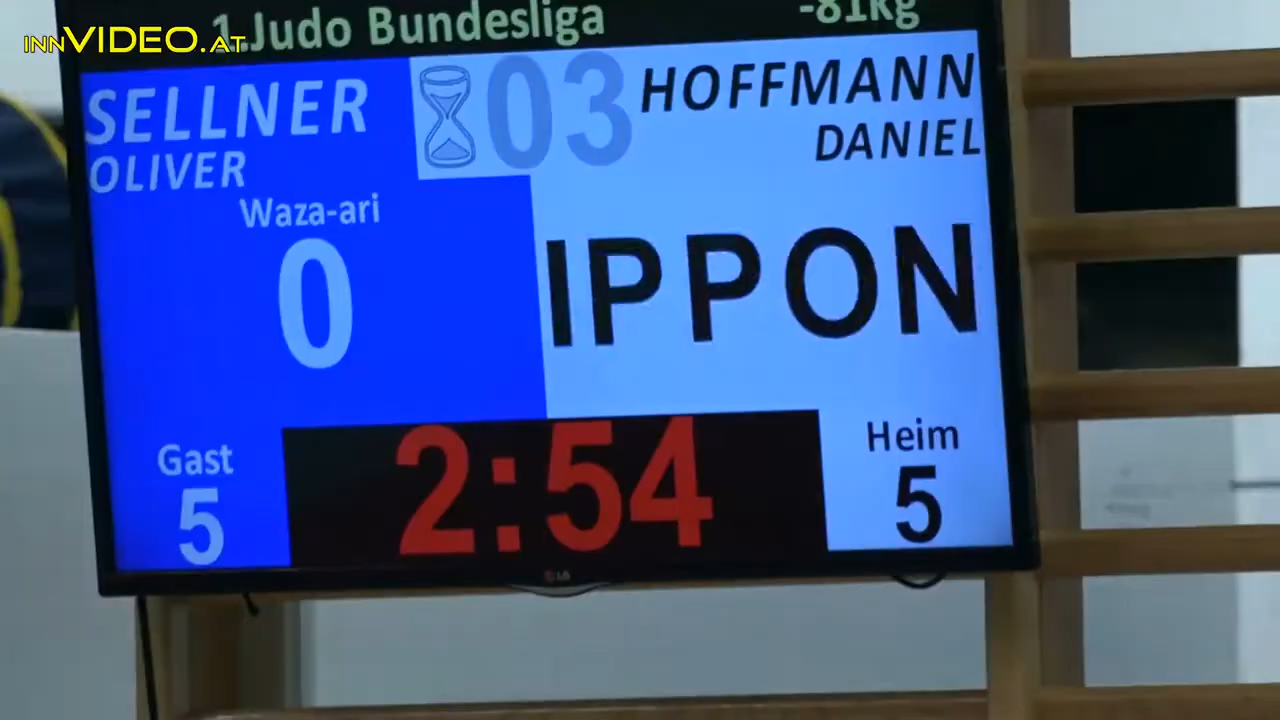 INNVIDEO.AT
1.Judo Bundesliga -81kg
SELLNER
OLIVER
03
HOFFMANN
DANIEL
Waza-ari
0
IPPON
Gast
5
2:54
Heim
5
LG